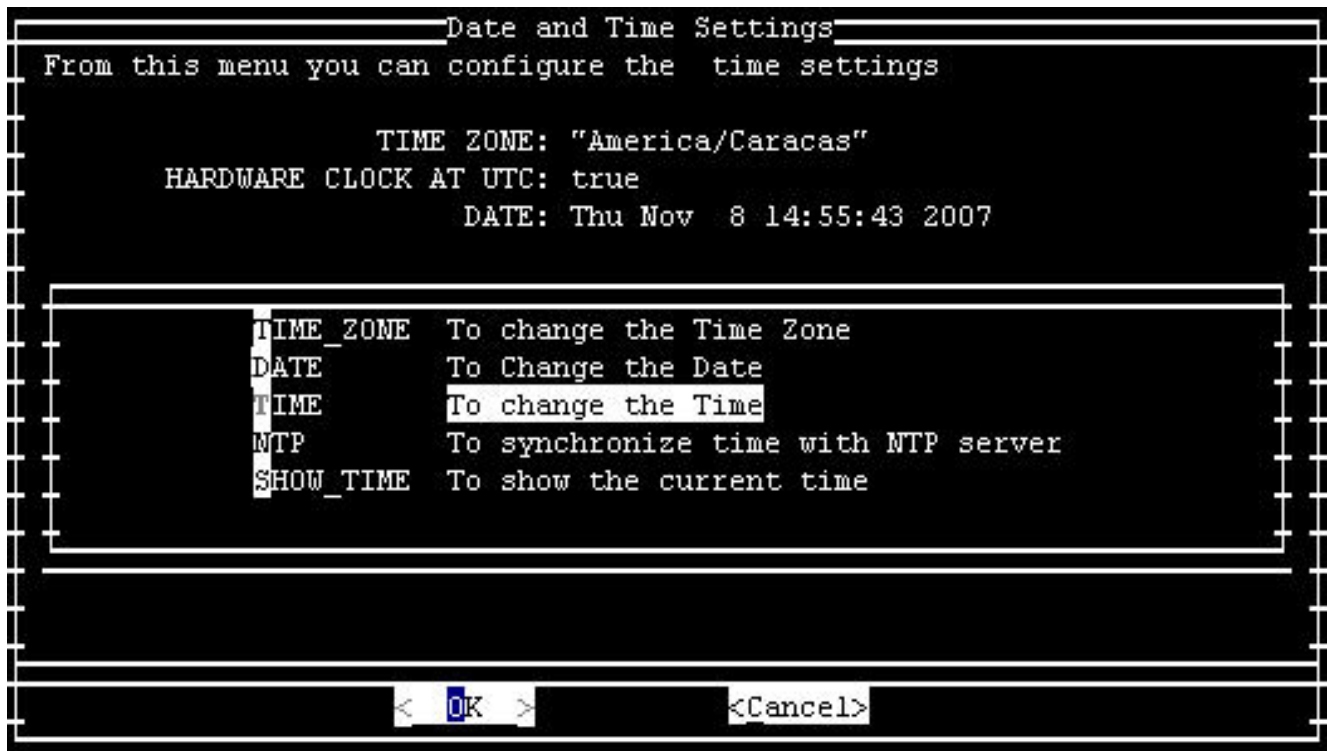 Date and Time Settings
From this menu you can configure the  time settings
TIME ZONE: "America/Caracas"
HARDWARE CLOCK AT UTC: true
DATE: Thu Nov  8 14:55:43 2007
TIME_ZONE  To change the Time Zone
DATE  To Change the Date
TIME  To change the Time
NTP  To synchronize time with NTP server
SHOW_TIME  To show the current time
<  OK  >  <Cancel>